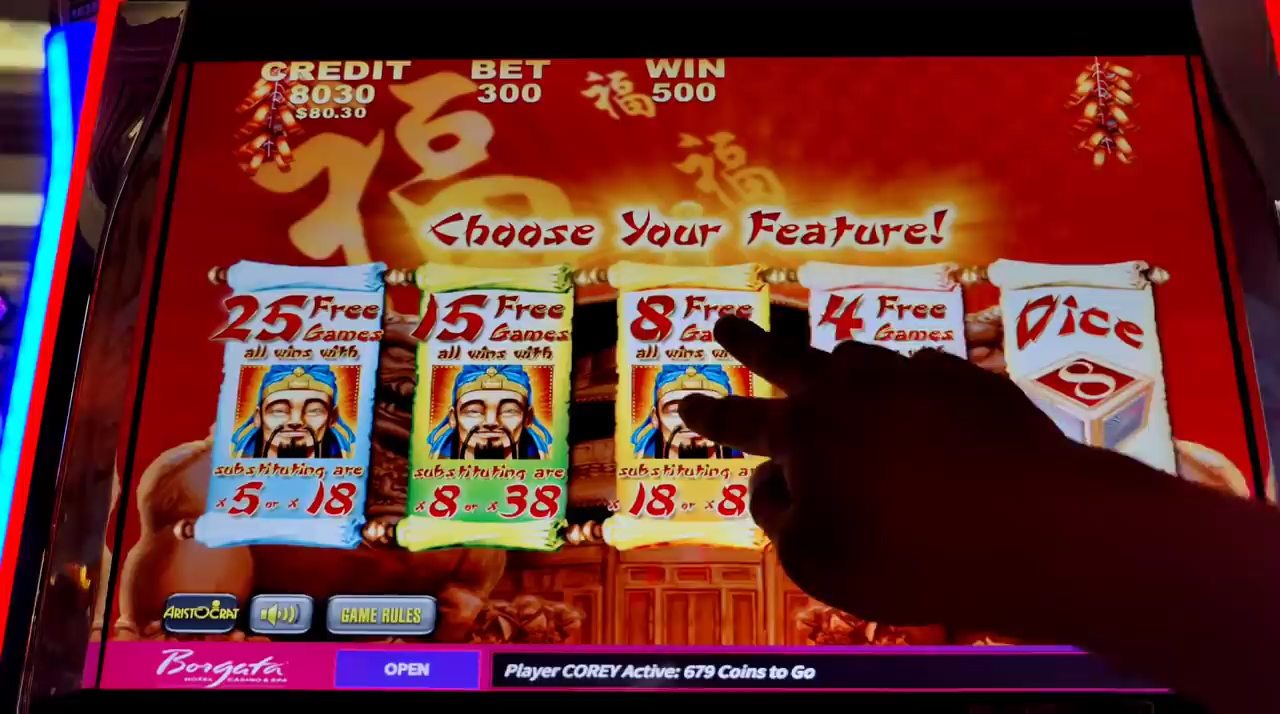 CREDIT
8030
$80.30
BET
300
WIN
500
福
福
福
Choose Your Feature!
25 Free Games
all wins with
substituting are
x5 or x18
15 Free Games
all wins with
substituting are
x8 or x38
8 Free
all wins
substituting
18 or x8
4 Free Games
Dice
8
ARISTOCRAT
GAME RULES
Borgata
HOTEL CASINO & SPA
OPEN
Player COREY Active: 679 Coins to Go